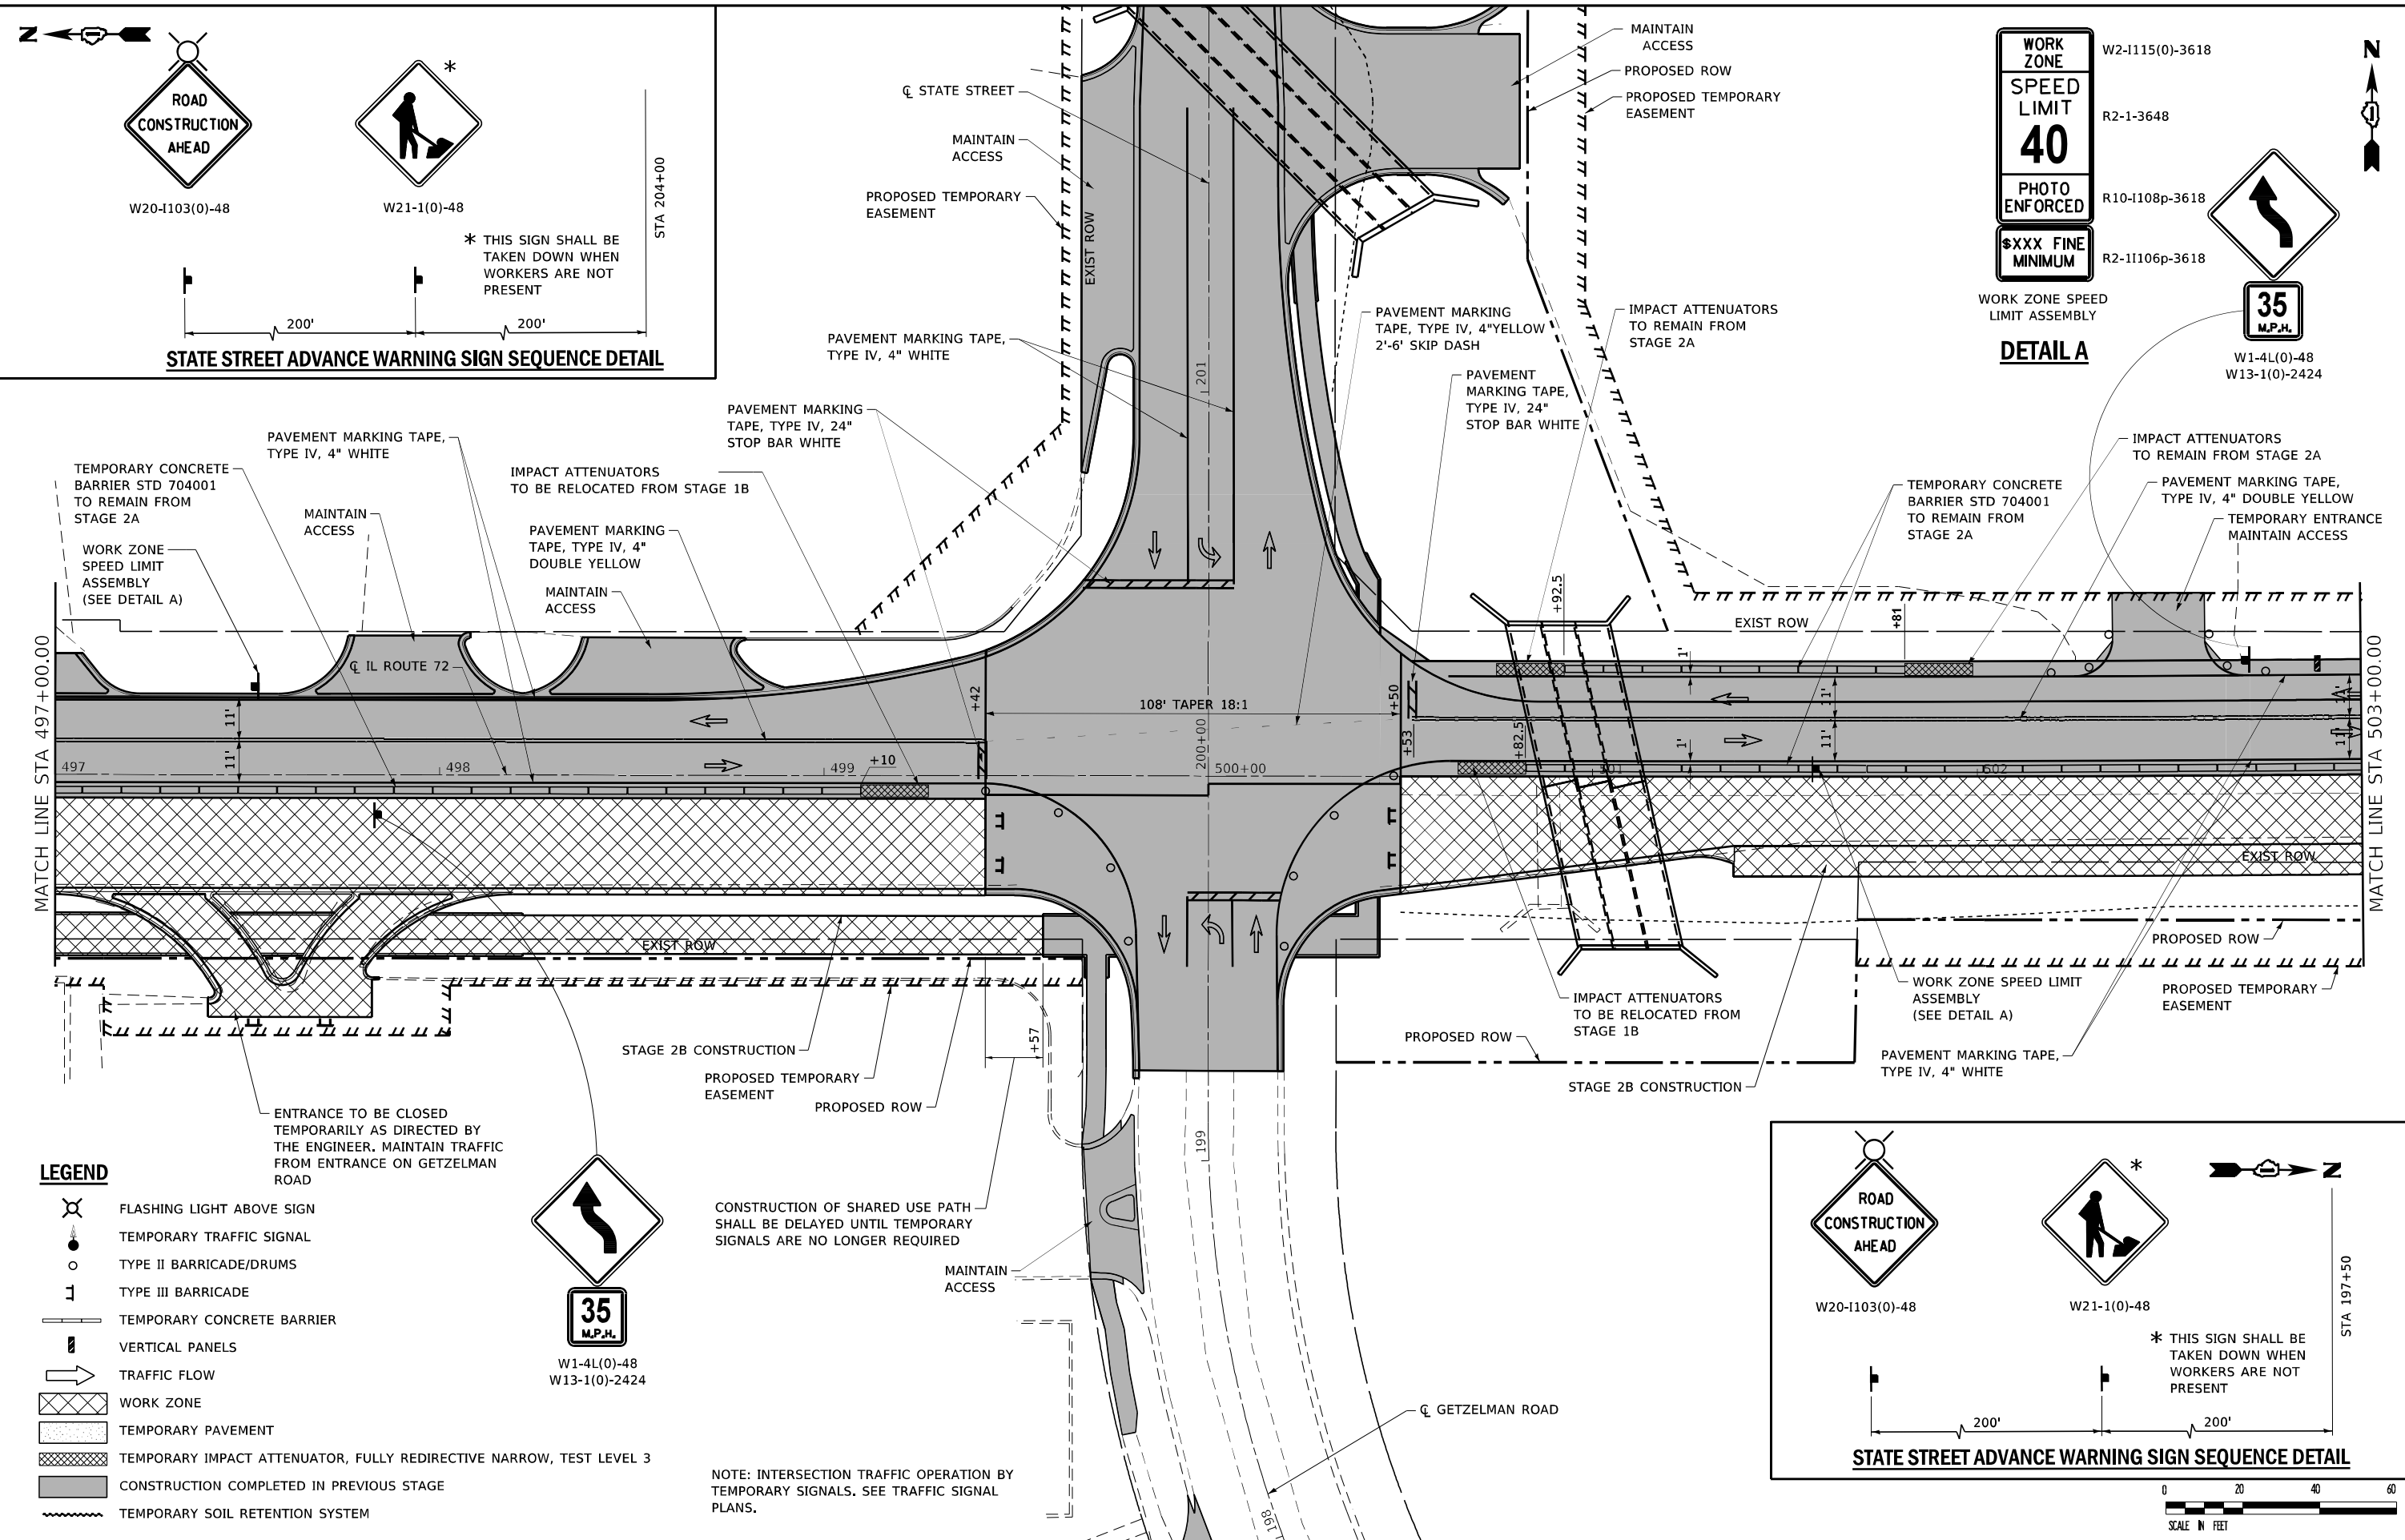 N
ROAD
CONSTRUCTION
AHEAD
W20-I103(0)-48
*
W21-1(0)-48
* THIS SIGN SHALL BE
TAKEN DOWN WHEN
WORKERS ARE NOT
PRESENT
STA 204+00
200'
200'
STATE STREET ADVANCE WARNING SIGN SEQUENCE DETAIL
℄ STATE STREET
MAINTAIN
ACCESS
PROPOSED TEMPORARY
EASEMENT
EXIST ROW
PAVEMENT MARKING TAPE,
TYPE IV, 4" WHITE
201
MAINTAIN
ACCESS
PROPOSED ROW
PROPOSED TEMPORARY
EASEMENT
PAVEMENT MARKING
TAPE, TYPE IV, 4"YELLOW
2'-6' SKIP DASH
IMPACT ATTENUATORS
TO REMAIN FROM
STAGE 2A
PAVEMENT
MARKING TAPE,
TYPE IV, 24"
STOP BAR WHITE
WORK
ZONE
SPEED
LIMIT
40
PHOTO
ENFORCED
$XXX FINE
MINIMUM
W2-I115(0)-3618
R2-1-3648
R10-I108p-3618
R2-1I106p-3618
WORK ZONE SPEED
LIMIT ASSEMBLY
DETAIL A
N
35
M.P.H.
W1-4L(0)-48
W13-1(0)-2424
PAVEMENT MARKING
TAPE, TYPE IV, 24"
STOP BAR WHITE
PAVEMENT MARKING TAPE,
TYPE IV, 4" WHITE
TEMPORARY CONCRETE
BARRIER STD 704001
TO REMAIN FROM
STAGE 2A
IMPACT ATTENUATORS
TO BE RELOCATED FROM STAGE 1B
MAINTAIN
ACCESS
PAVEMENT MARKING
TAPE, TYPE IV, 4"
DOUBLE YELLOW
WORK ZONE
SPEED LIMIT
ASSEMBLY
(SEE DETAIL A)
MAINTAIN
ACCESS
IMPACT ATTENUATORS
TO REMAIN FROM STAGE 2A
TEMPORARY CONCRETE
BARRIER STD 704001
TO REMAIN FROM
STAGE 2A
PAVEMENT MARKING TAPE,
TYPE IV, 4" DOUBLE YELLOW
TEMPORARY ENTRANCE
MAINTAIN ACCESS
+92.5
+81
EXIST ROW
℄ IL ROUTE 72
MATCH LINE STA 497+00.00
11'
11'
497
498
499
+10
+42
108' TAPER 18:1
+50
+53
200+00
500+00
+82.5
1'
1'
501
11'
11'
602
11'
11'
MATCH LINE STA 503+00.00
EXIST ROW
EXIST ROW
PROPOSED ROW
WORK ZONE SPEED LIMIT
ASSEMBLY
(SEE DETAIL A)
PROPOSED TEMPORARY
EASEMENT
IMPACT ATTENUATORS
TO BE RELOCATED FROM
STAGE 1B
PROPOSED ROW
PAVEMENT MARKING TAPE,
TYPE IV, 4" WHITE
STAGE 2B CONSTRUCTION
+57
STAGE 2B CONSTRUCTION
PROPOSED TEMPORARY
EASEMENT
PROPOSED ROW
ENTRANCE TO BE CLOSED
TEMPORARILY AS DIRECTED BY
THE ENGINEER. MAINTAIN TRAFFIC
FROM ENTRANCE ON GETZELMAN
ROAD
199
CONSTRUCTION OF SHARED USE PATH
SHALL BE DELAYED UNTIL TEMPORARY
SIGNALS ARE NO LONGER REQUIRED
MAINTAIN
ACCESS
35
M.P.H.
W1-4L(0)-48
W13-1(0)-2424
LEGEND
FLASHING LIGHT ABOVE SIGN
TEMPORARY TRAFFIC SIGNAL
TYPE II BARRICADE/DRUMS
TYPE III BARRICADE
TEMPORARY CONCRETE BARRIER
VERTICAL PANELS
TRAFFIC FLOW
WORK ZONE
TEMPORARY PAVEMENT
TEMPORARY IMPACT ATTENUATOR, FULLY REDIRECTIVE NARROW, TEST LEVEL 3
CONSTRUCTION COMPLETED IN PREVIOUS STAGE
TEMPORARY SOIL RETENTION SYSTEM
NOTE: INTERSECTION TRAFFIC OPERATION BY
TEMPORARY SIGNALS. SEE TRAFFIC SIGNAL
PLANS.
℄ GETZELMAN ROAD
198
ROAD
CONSTRUCTION
AHEAD
W20-I103(0)-48
*
W21-1(0)-48
N
* THIS SIGN SHALL BE
TAKEN DOWN WHEN
WORKERS ARE NOT
PRESENT
STA 197+50
200'
200'
STATE STREET ADVANCE WARNING SIGN SEQUENCE DETAIL
0 20 40 60
SCALE IN FEET